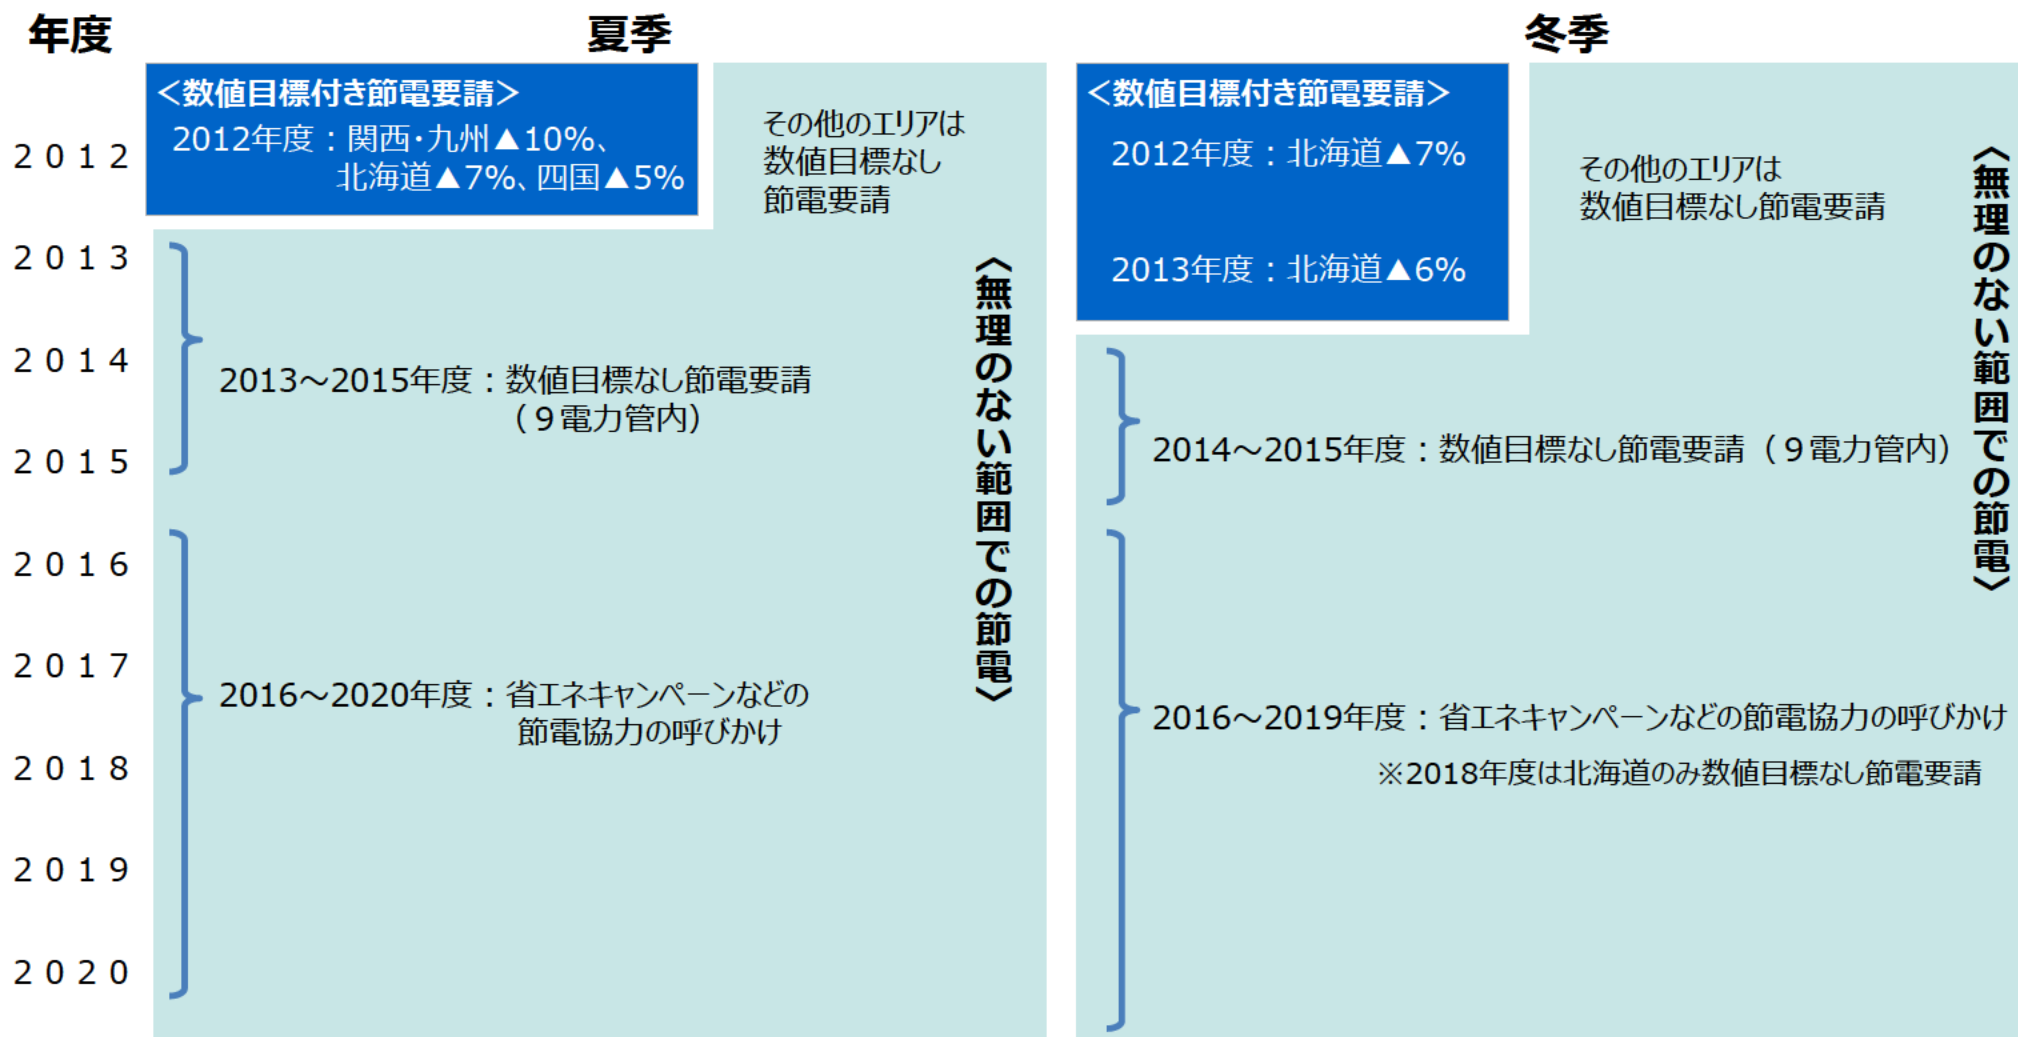 年度
夏季
冬季
2012
2013
2014
2015
2016
2017
2018
2019
2020
＜数値目標付き節電要請＞
2012年度：関西・九州▲10%、
北海道▲7%、四国▲5%
その他のエリアは
数値目標なし
節電要請
2013～2015年度：数値目標なし節電要請
（９電力管内）
2016～2020年度：省エネキャンペーンなどの
節電協力の呼びかけ
〈無理のない範囲での節電〉
＜数値目標付き節電要請＞
2012年度：北海道▲7%
2013年度：北海道▲6%
その他のエリアは
数値目標なし節電要請
2014～2015年度：数値目標なし節電要請（９電力管内）
2016～2019年度：省エネキャンペーンなどの節電協力の呼びかけ
※2018年度は北海道のみ数値目標なし節電要請
〈無理のない範囲での節電〉